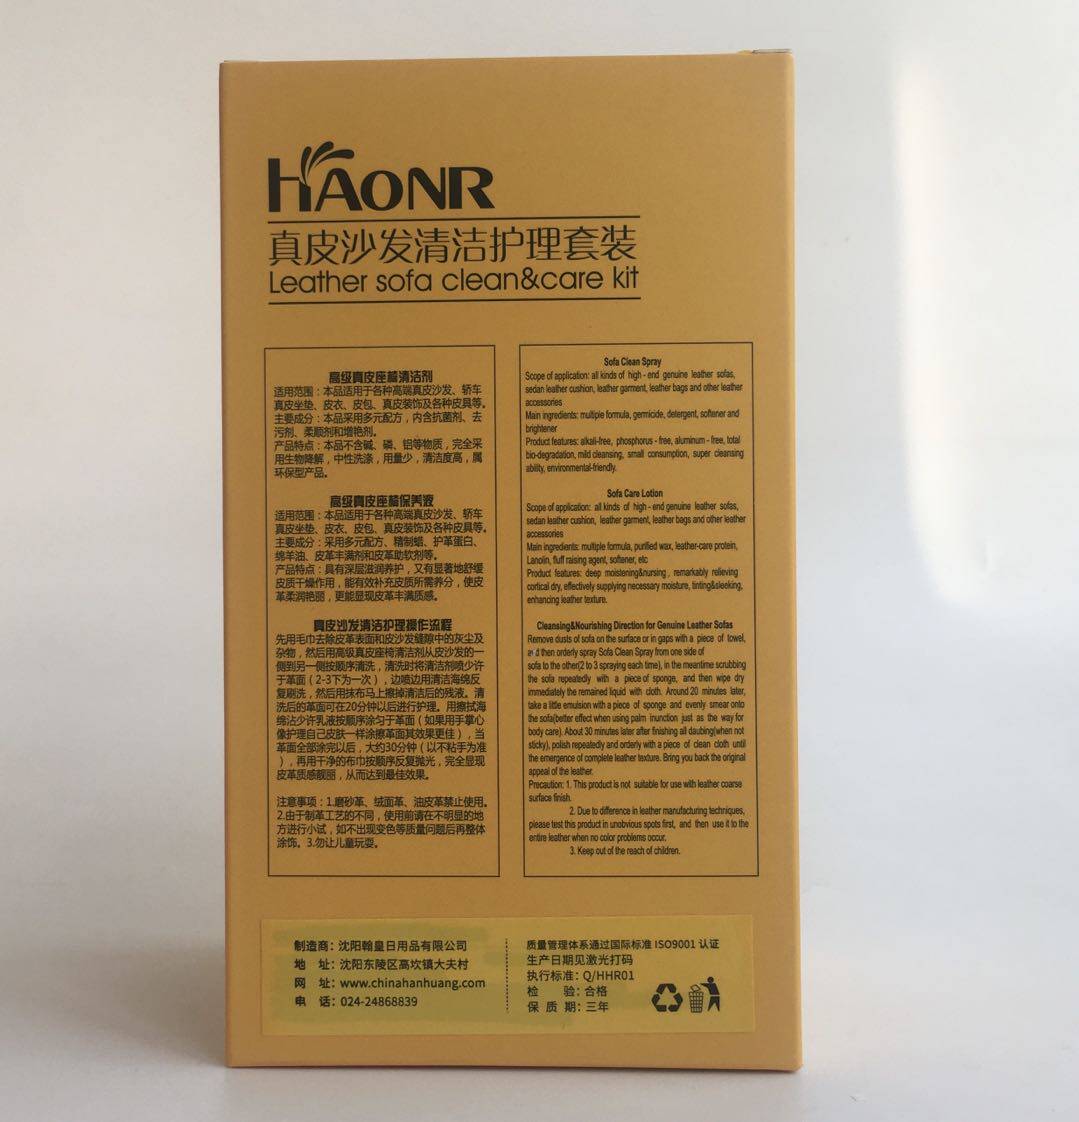 HAONR
真皮沙发清洁护理套装
Leather sofa clean&care kit
高级真皮座椅清洁剂
适用范围：本品适用于各种高端真皮沙发、轿车
真皮坐垫、皮衣、皮包、真皮装饰及各种皮具等。
主要成分：本品采用多元配方，内含抗菌剂、去
污剂、柔顺剂和增艳剂。
产品特点：本品不含碱、磷、铝等物质，完全采
用生物降解，中性洗涤，用量少，清洁度高，属
环保型产品。
高级真皮座椅保养液
适用范围：本品适用于各种高端真皮沙发、轿车
真皮坐垫、皮衣、皮包、真皮装饰及各种皮具等。
主要成分：采用多元配方、精制蜡、护革蛋白、
绵羊油、皮革丰满剂和皮革助软剂等。
产品特点：具有深层滋润养护，又有显著地舒缓
皮质干燥作用，能有效补充皮质所需养分，使皮
革柔润艳丽，更能显现皮革丰满质感。
真皮沙发清洁护理操作流程
先用毛巾去除皮革表面和皮沙发缝隙中的灰尘及
杂物，然后用高级真皮座椅清洁剂从皮沙发的一
侧到另一侧按顺序清洗，清洗时将清洁剂喷少许
于革面（2-3下为一次），边喷边用清洁海绵反
复刷洗，然后用抹布马上擦掉清洁后的残液。清
洗后的革面可在20分钟以后进行护理。用擦拭海
绵沾少许乳液按顺序涂匀于革面（如果用手掌心
像护理自己皮肤一样涂擦革面其效果更佳），当
革面全部涂完以后，大约30分钟（以不粘手为准
），再用干净的布巾按顺序反复抛光，完全显现
皮革质感靓丽，从而达到最佳效果。
注意事项：1.磨砂革、绒面革、油皮革禁止使用。
2.由于制革工艺的不同，使用前请在不明显的地
方进行小试，如不出现变色等质量问题后再整体
涂饰。3.勿让儿童玩耍。
Sofa Clean Spray
Scope of application: all kinds of high - end genuine leather sofas,
sedan leather cushion, leather garment, leather bags and other leather
accessories
Main ingredients: multiple formula, germicide, detergent, softener and
brightener
Product features: alkali-free, phosphorus - free, aluminum - free, total
bio-degradation, mild cleansing, small consumption, super cleansing
ability, environmental-friendly.
Sofa Care Lotion
Scope of application: all kinds of high - end genuine leather sofas,
sedan leather cushion, leather garment, leather bags and other leather
accessories
Main ingredients: multiple formula, purified wax, leather-care protein,
Lanolin, fluff raising agent, softener, etc
Product features: deep moistening&nursing, remarkably relieving
cortical dry, effectively supplying necessary moisture, tinting&sleeking,
enhancing leather texture.
Cleansing&Nourishing Direction for Genuine Leather Sofas
Remove dusts of sofa on the surface or in gaps with a piece of towel,
and then orderly spray Sofa Clean Spray from one side of
sofa to the other(2 to 3 spraying each time), in the meantime scrubbing
the sofa repeatedly with a piece of sponge, and then wipe dry
immediately the remained liquid with cloth. Around 20 minutes later,
take a little emulsion with a piece of sponge and evenly smear onto
the sofa(better effect when using palm inunction just as the way for
body care). About 30 minutes later after finishing all daubing(when not
sticky), polish repeatedly and orderly with a piece of clean cloth until
the emergence of complete leather texture. Bring you back the original
appeal of the leather.
Precaution: 1. This product is not suitable for use with leather coarse
surface finish.
2. Due to difference in leather manufacturing techniques,
please test this product in unobvious spots first, and then use it to the
entire leather when no color problems occur.
3. Keep out of the reach of children.
制造商：沈阳翰皇日用品有限公司
地 址：沈阳东陵区高坎镇大夫村
网 址：www.chinahanhuang.com
电 话：024-24868839
质量管理体系通过国际标准 ISO9001 认证
生产日期见激光打码
执行标准：Q/HHR01
检 验：合格
保 质 期：三年